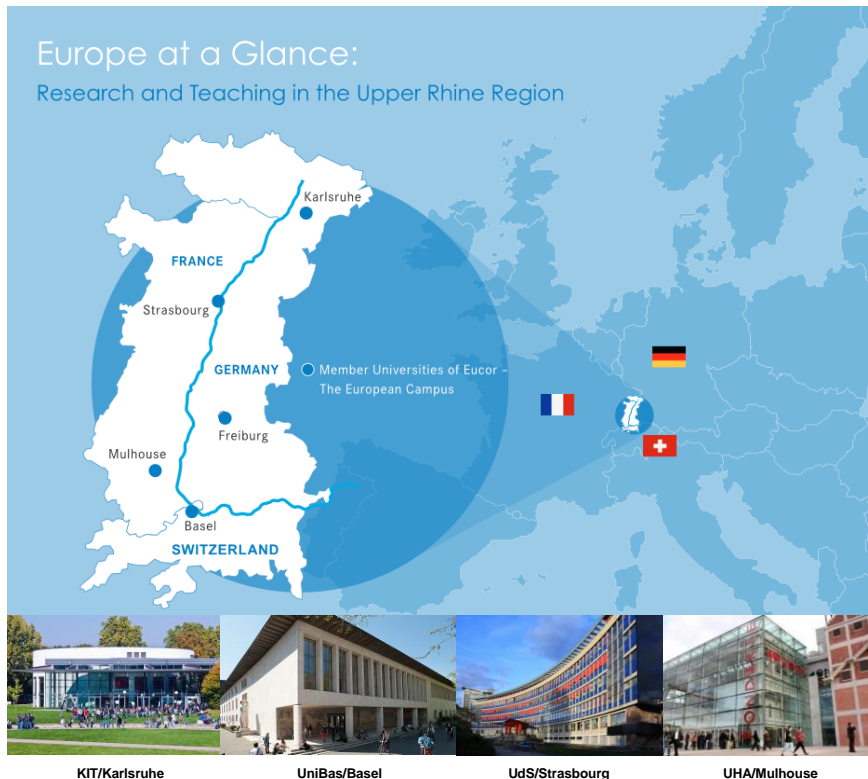 Europe at a Glance:
Research and Teaching in the Upper Rhine Region
Karlsruhe
FRANCE
Strasbourg
GERMANY
Member Universities of Eucor –
The European Campus
Freiburg
Mulhouse
Basel
SWITZERLAND
KIT/Karlsruhe
UniBas/Basel
UdS/Strasbourg
UHA/Mulhouse